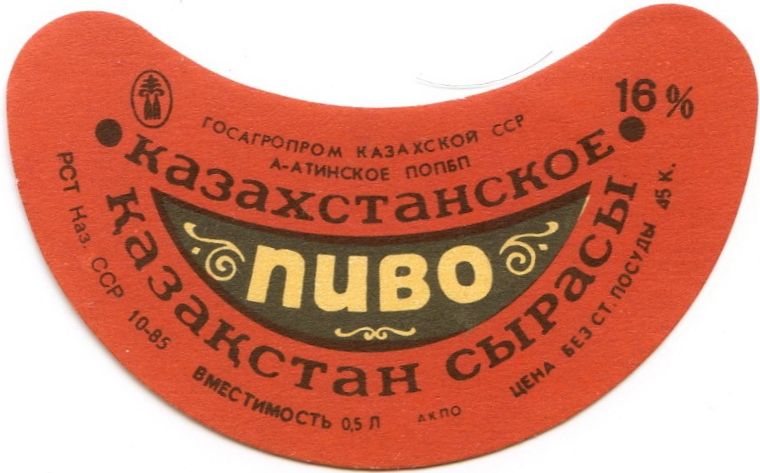 16%
ГОСАГРОПРОМ КАЗАХСКОЙ ССР
А-АТИНСКОЕ ПОПБП
• КАЗАХСТАНСКОЕ •
ПИВО
ҚАЗАҚСТАН СЫРАСЫ
РСТ Наз. ССР 10-85
ВМЕСТИМОСТЬ 0,5 Л
АКПО
ЦЕНА БЕЗ СТ. ПОСУДЫ 45 К.